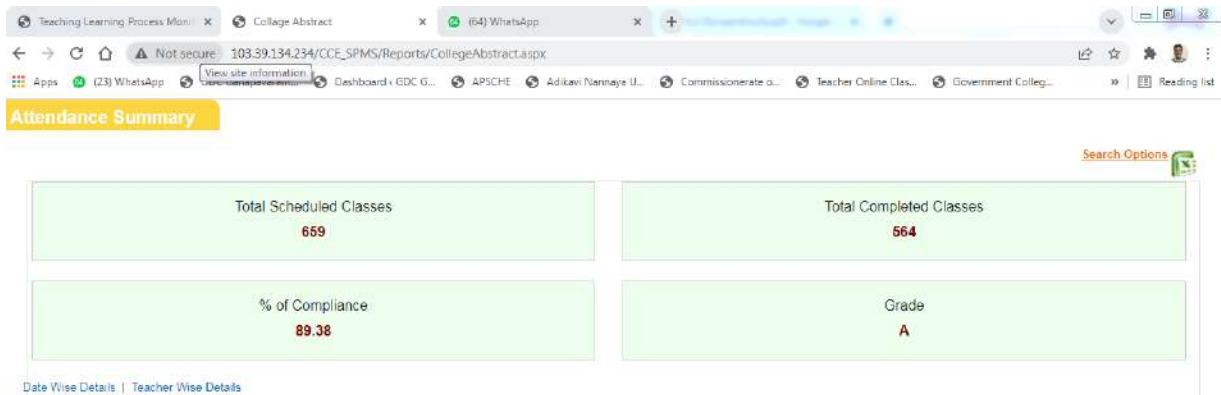 Teaching Learning Process Moni
Collage Abstract
(64) WhatsApp
Not secure 103.39.134.234/CCE_SPMS/Reports/CollegeAbstract.aspx
View site information
Apps (23) WhatsApp Dashboard ‹ GDC G... APSCHE Adikavi Nannaya U... Commissionerate o... Teacher Online Clas... Government Colleg... » Reading list
Attendance Summary
Search Options
Total Scheduled Classes
659
Total Completed Classes
564
% of Compliance
89.38
Grade
A
Date Wise Details | Teacher Wise Details